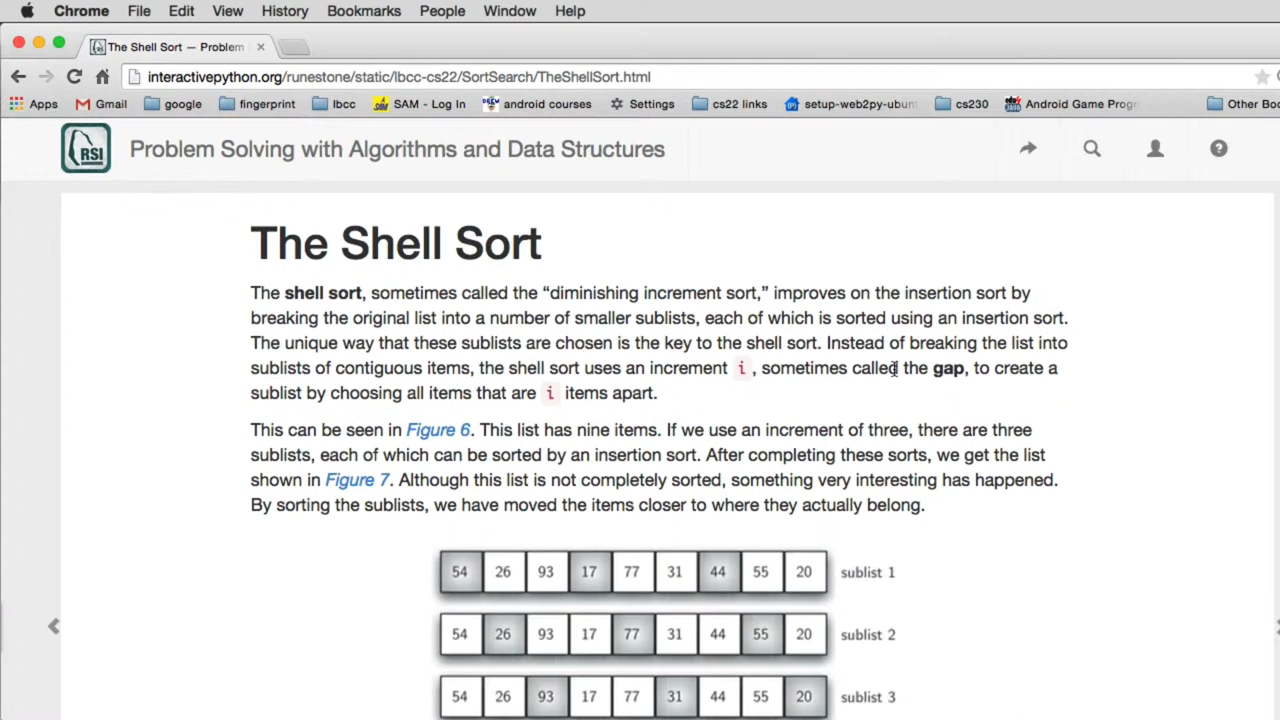 Chrome File Edit View History Bookmarks People Window Help
The Shell Sort — Problem
interactivepython.org/runestone/static/lbcc-cs22/SortSearch/TheShellSort.html
Apps Gmail google fingerprint lbcc SAM - Log In android courses Settings cs22 links setup-web2py-ubun cs230 Android Game Progr Other Boo
RSI Problem Solving with Algorithms and Data Structures
The Shell Sort
The shell sort, sometimes called the “diminishing increment sort,” improves on the insertion sort by
breaking the original list into a number of smaller sublists, each of which is sorted using an insertion sort.
The unique way that these sublists are chosen is the key to the shell sort. Instead of breaking the list into
sublists of contiguous items, the shell sort uses an increment i, sometimes called the gap, to create a
sublist by choosing all items that are i items apart.
This can be seen in Figure 6. This list has nine items. If we use an increment of three, there are three
sublists, each of which can be sorted by an insertion sort. After completing these sorts, we get the list
shown in Figure 7. Although this list is not completely sorted, something very interesting has happened.
By sorting the sublists, we have moved the items closer to where they actually belong.
54 26 93 17 77 31 44 55 20 sublist 1
54 26 93 17 77 31 44 55 20 sublist 2
54 26 93 17 77 31 44 55 20 sublist 3